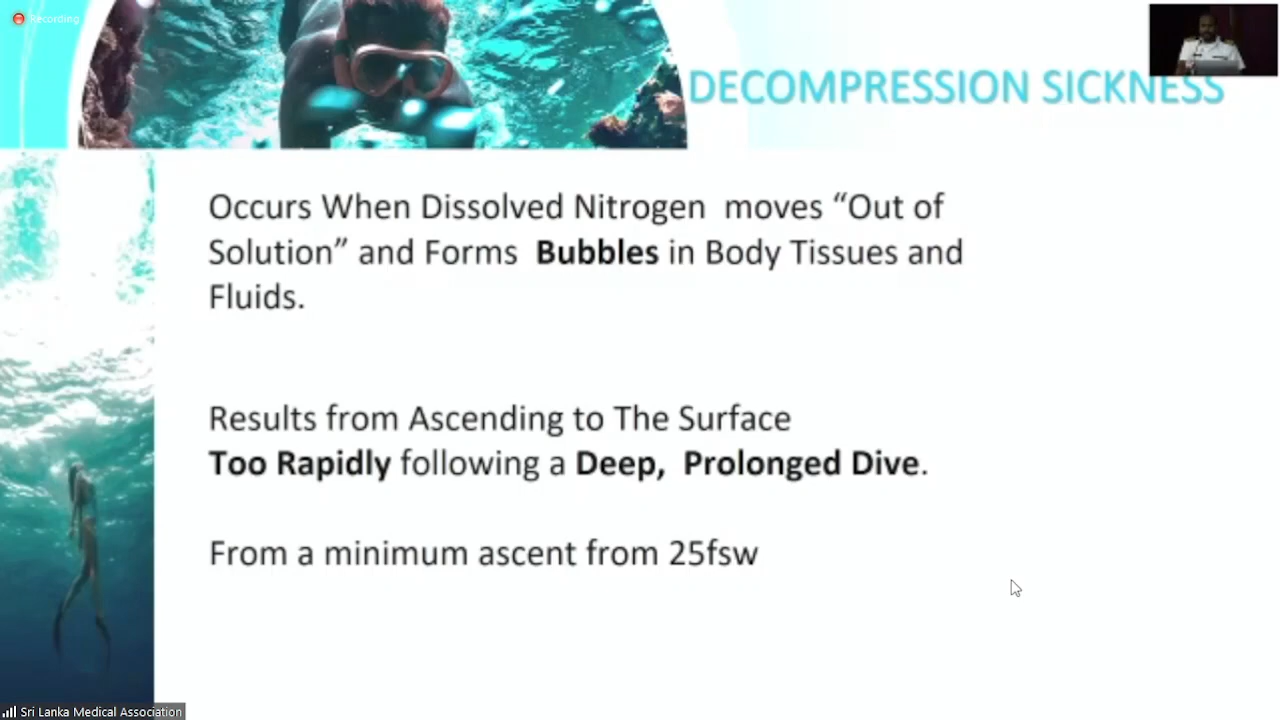 Recording
DECOMPRESSION SICKNESS
Occurs When Dissolved Nitrogen moves “Out of
Solution” and Forms Bubbles in Body Tissues and
Fluids.
Results from Ascending to The Surface
Too Rapidly following a Deep, Prolonged Dive.
From a minimum ascent from 25fsw
Sri Lanka Medical Association